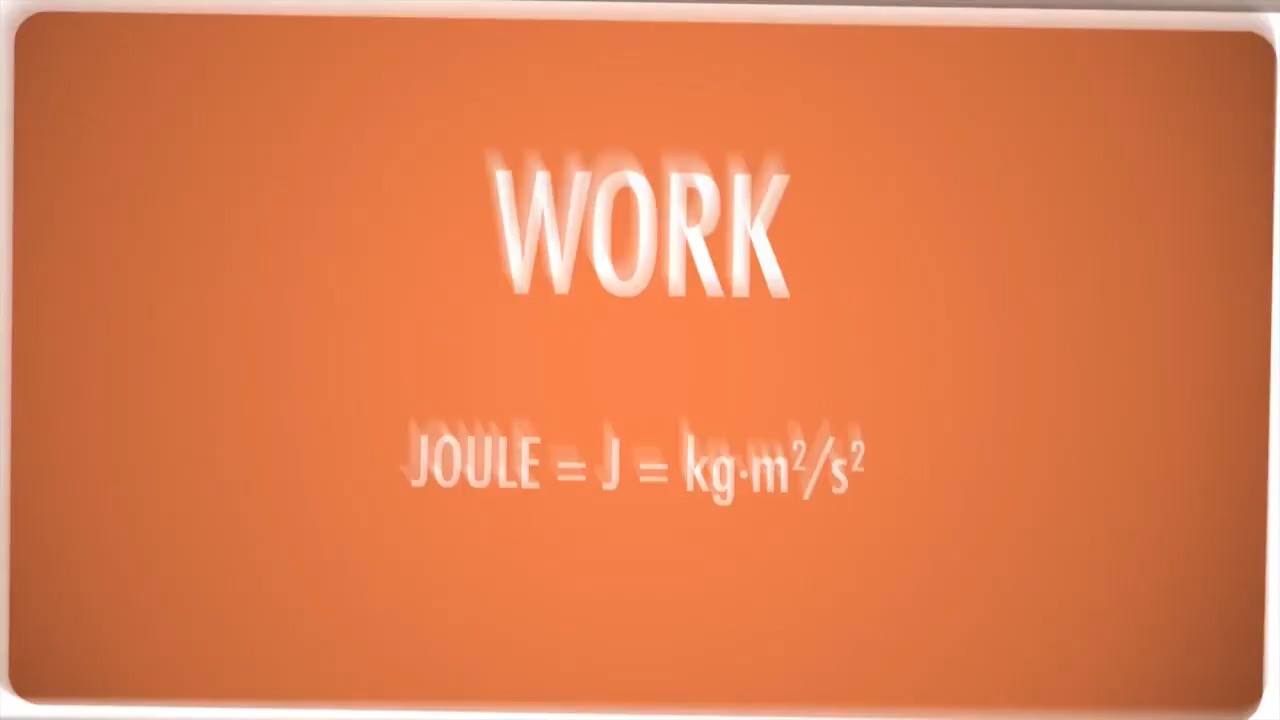 WORK
JOULE = J = kg·m²/s²